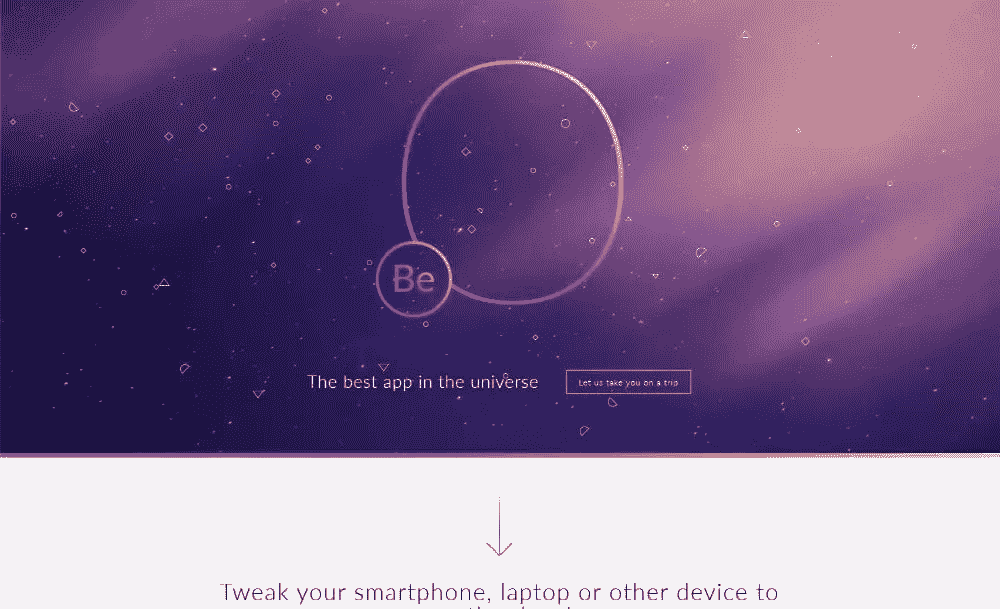 Be
The best app in the universe
Let us take you on a trip
Tweak your smartphone, laptop or other device to